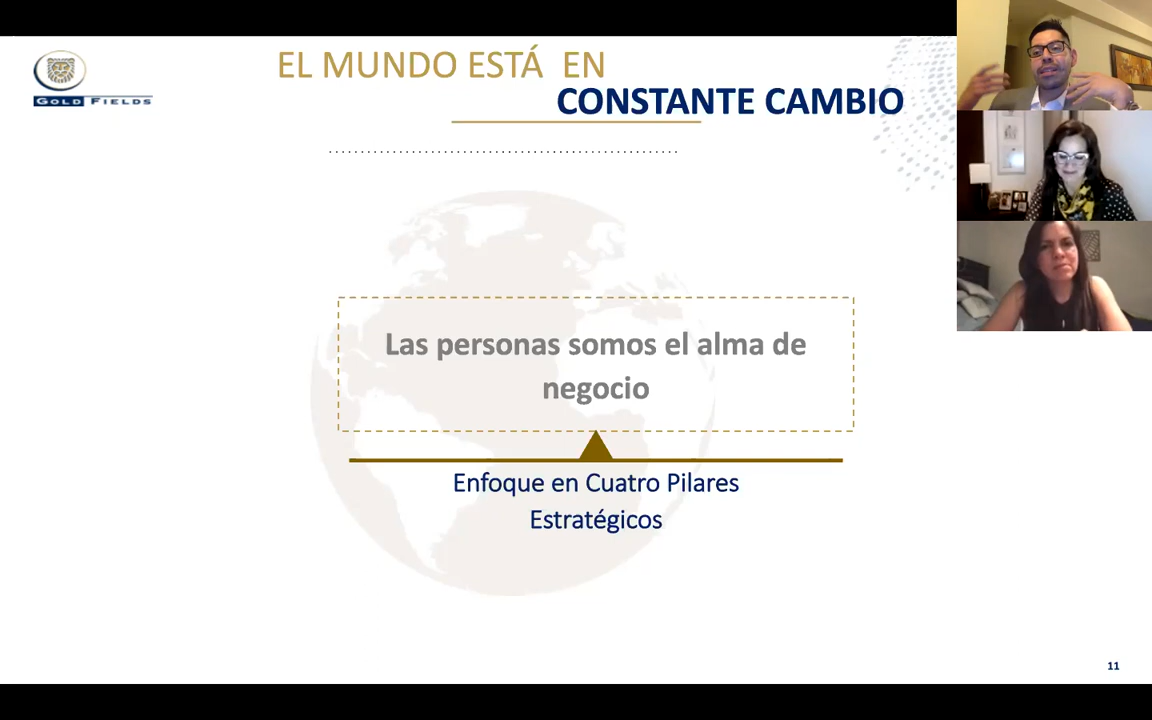 GOLD FIELDS
EL MUNDO ESTÁ EN
CONSTANTE CAMBIO
Las personas somos el alma de
negocio
Enfoque en Cuatro Pilares
Estratégicos
11